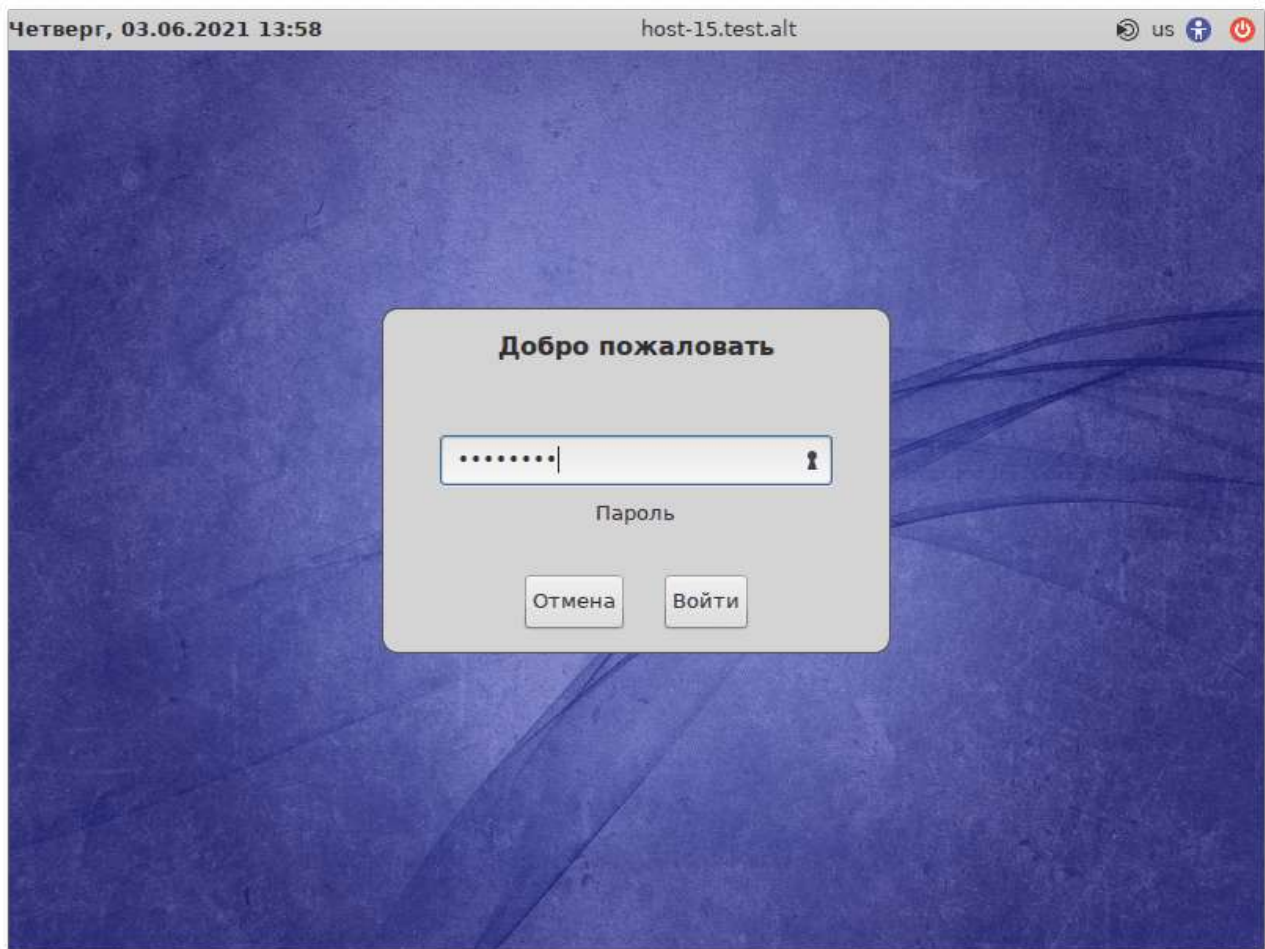 Четверг, 03.06.2021 13:58 host-15.test.alt us
Добро пожаловать
••••••••
Пароль
Отмена Войти